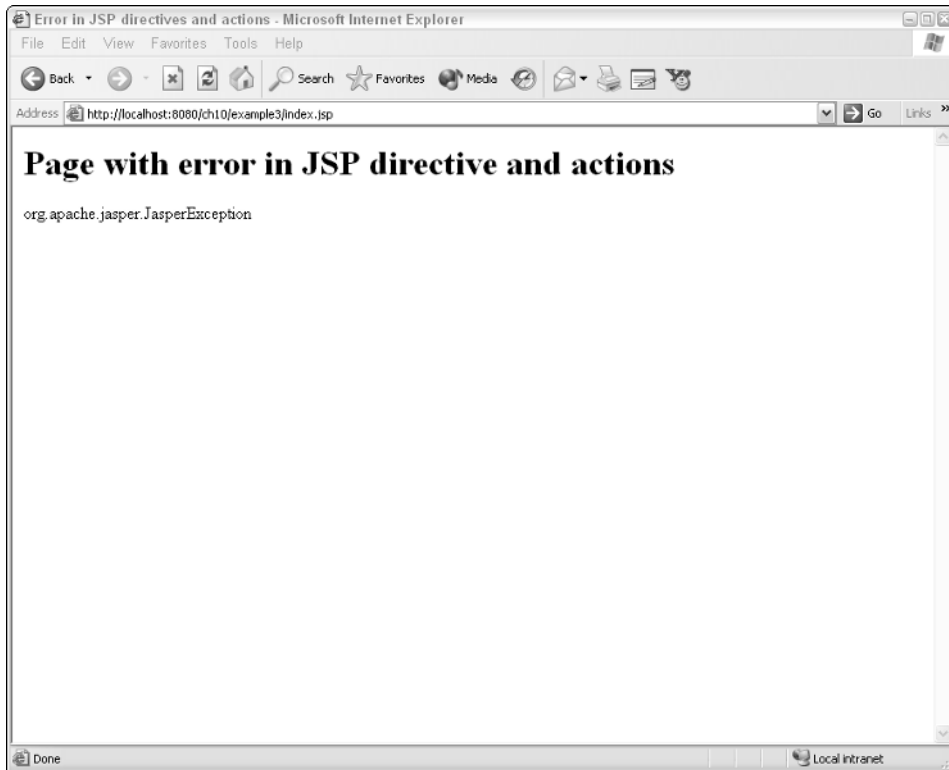 Error in JSP directives and actions - Microsoft Internet Explorer
File Edit View Favorites Tools Help
Back Search Favorites Media
Address http://localhost:8080/ch10/example3/index.jsp Go Links »
Page with error in JSP directive and actions
org.apache.jasper.JasperException
Done Local intranet